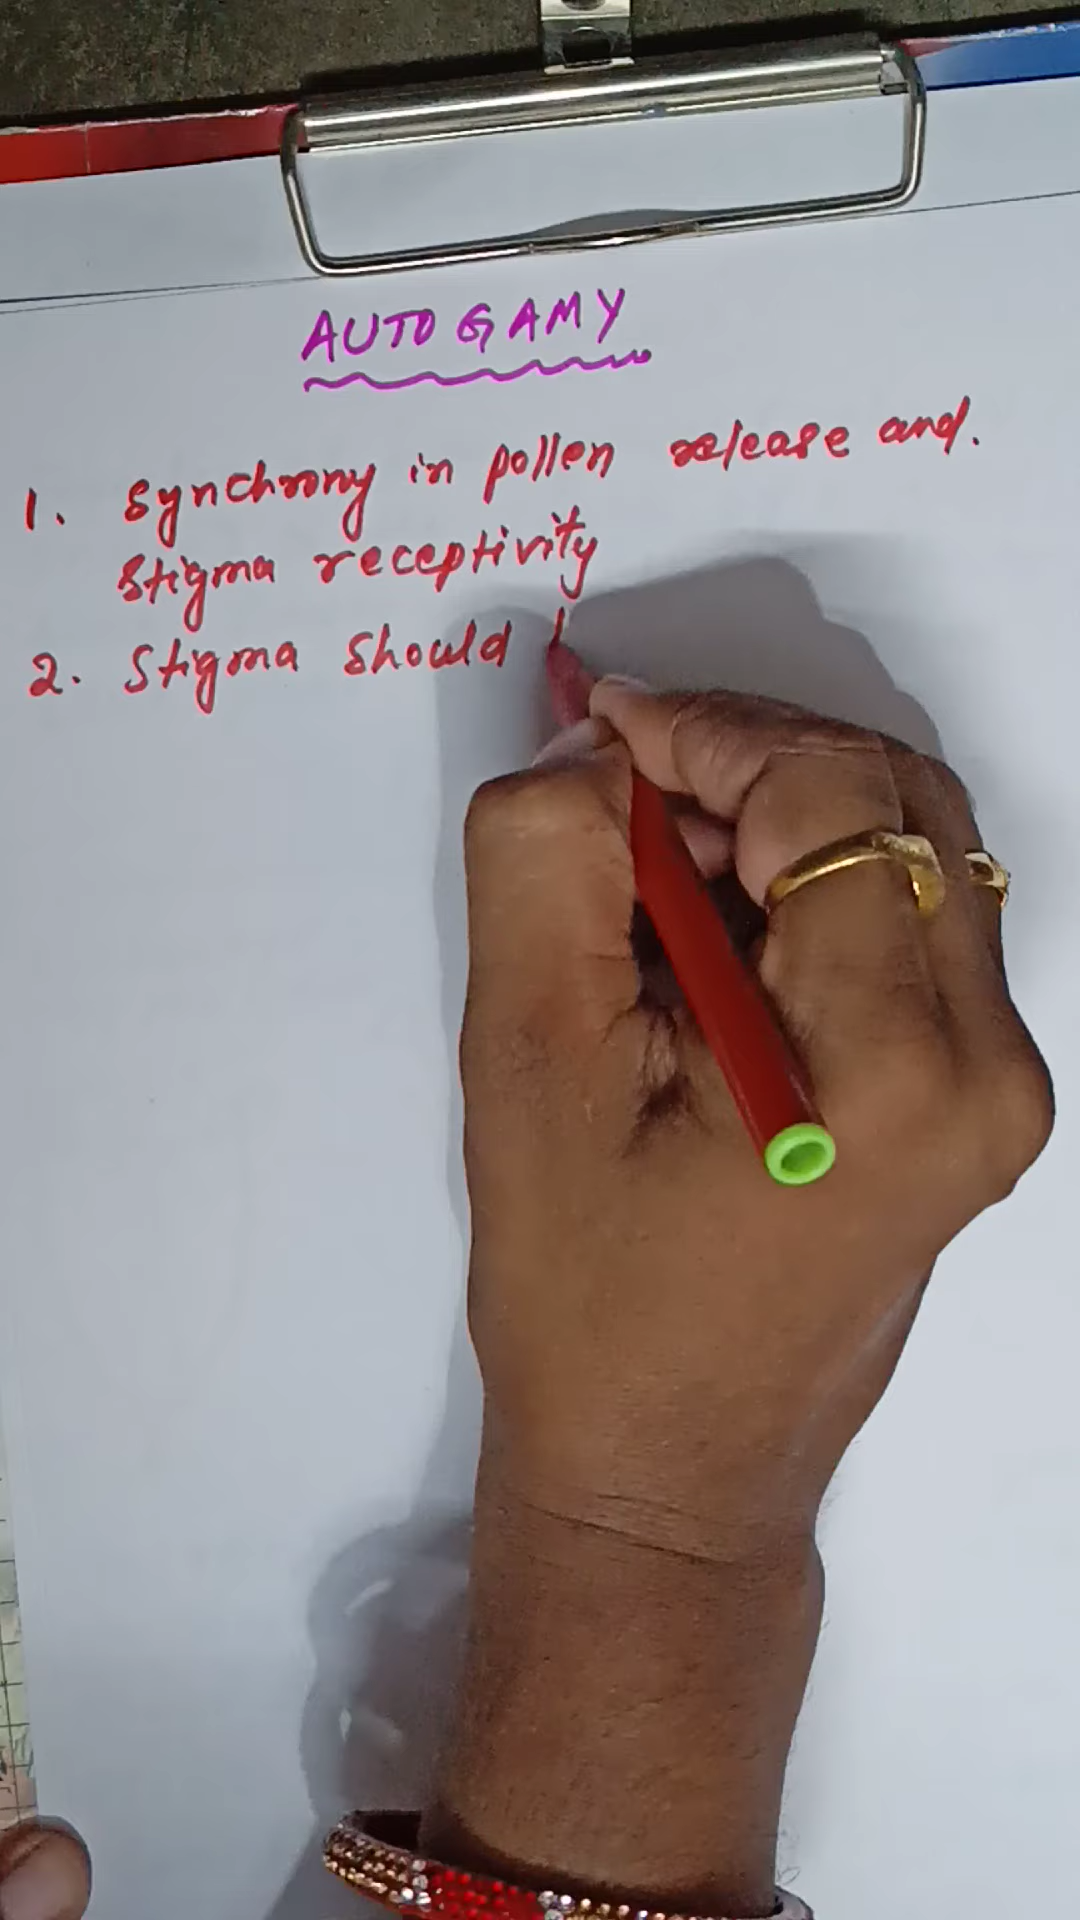 AUTOGAMY
1. Synchrony in pollen release and.
Stigma receptivity
2. Stigma should